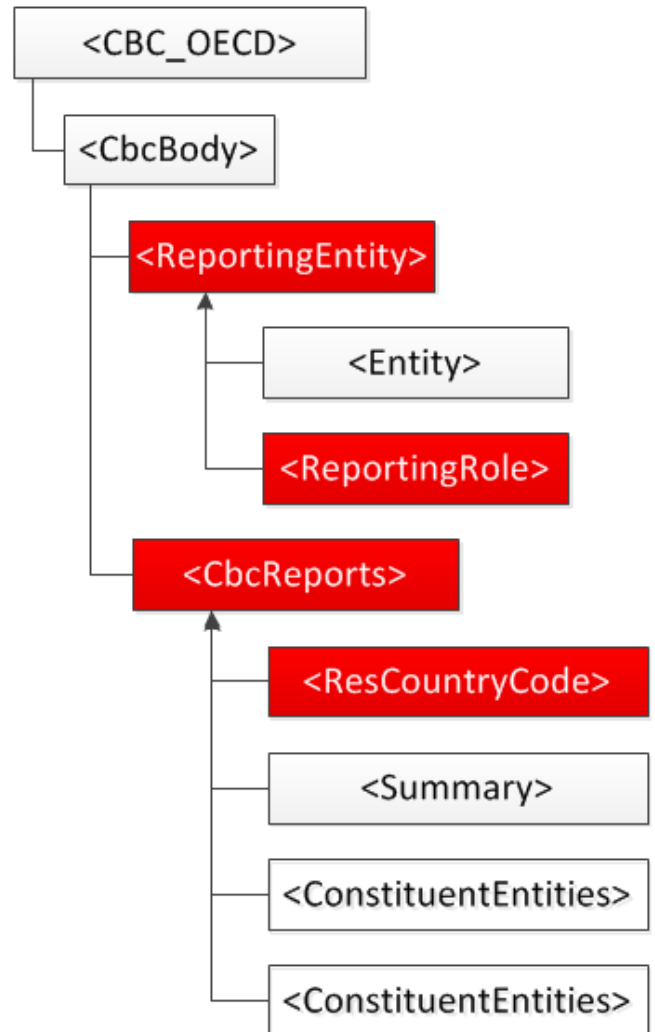 <CBC_OECD>
<CbcBody>
<ReportingEntity>
<Entity>
<ReportingRole>
<CbcReports>
<ResCountryCode>
<Summary>
<ConstituentEntities>
<ConstituentEntities>